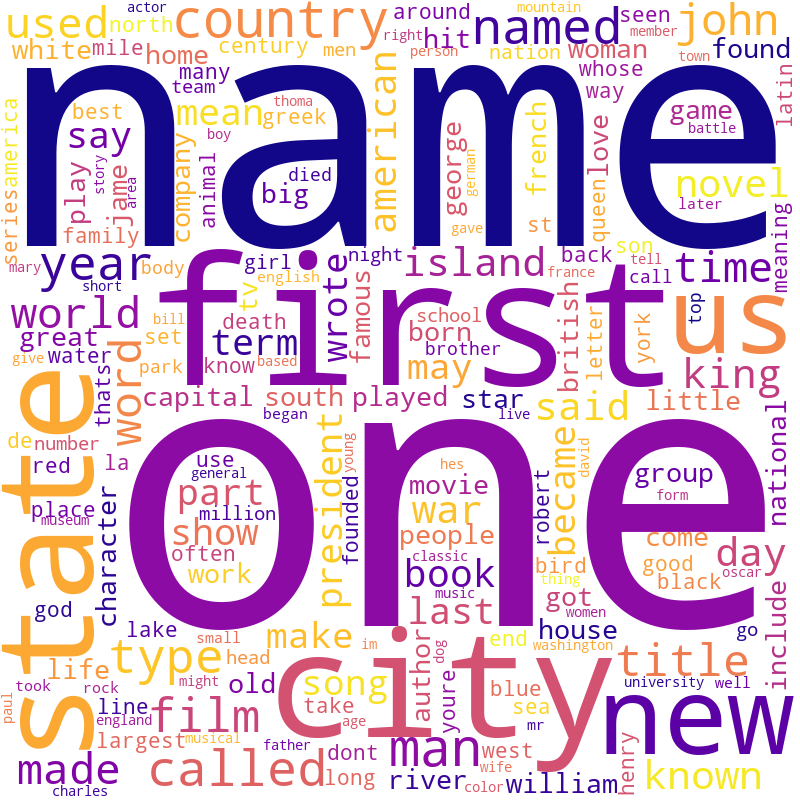 actor
used north country around hit named seen member john
white mile home century men right person nation woman whose town found
many team mountain way latin
name
best mean greek american french love game battle
say thoma boy george german
play story jame area company animal big died queen novel
series america family gave st later
mary year body girl night island back son tell time meaning
short english tv wrote famous france call
first
world bill set death term school born british letter york top us
great water park know based brother may king
give thats word capital south played star said little
state de number began live
one
red la use general president young hes group national
place museum part million founded movie robert became form
character show often war people come day
work classic book bird good black oscar
god music got thing women include
lake small make last house go
life type head im author dog end washington title
city
took might old song youre blue sea university well new
paul rock line film take age mr
england largest musical father dont man west wife henry
made called long river color william known
charles